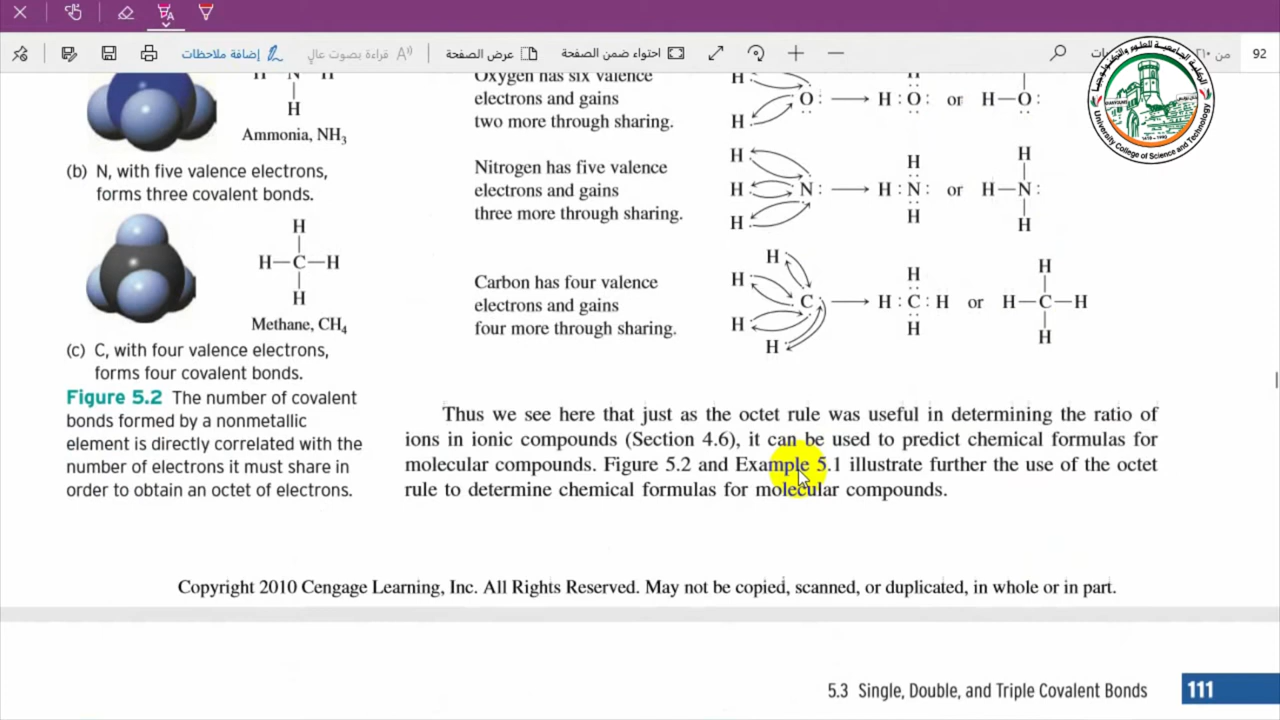 إضافة ملاحظات
قراءة بصوت عالٍ
عرض الصفحة
احتواء ضمن الصفحة
92
H
Ammonia, NH3
(b) N, with five valence electrons,
forms three covalent bonds.
H
H—C—H
H
Methane, CH4
(c) C, with four valence electrons,
forms four covalent bonds.
Figure 5.2 The number of covalent
bonds formed by a nonmetallic
element is directly correlated with the
number of electrons it must share in
order to obtain an octet of electrons.
Oxygen has six valence
electrons and gains
two more through sharing.
H
O:
H
H:O: or H—O:
Nitrogen has five valence
electrons and gains
three more through sharing.
H
H
H
N:
H
H:N:
H
or
H
H—N:
H
Carbon has four valence
electrons and gains
four more through sharing.
H
H
H
H
C
H
H:C:H
H
or
H
H—C—H
H
Thus we see here that just as the octet rule was useful in determining the ratio of
ions in ionic compounds (Section 4.6), it can be used to predict chemical formulas for
molecular compounds. Figure 5.2 and Example 5.1 illustrate further the use of the octet
rule to determine chemical formulas for molecular compounds.
Copyright 2010 Cengage Learning, Inc. All Rights Reserved. May not be copied, scanned, or duplicated, in whole or in part.
5.3 Single, Double, and Triple Covalent Bonds 111
University College of Science and Technology